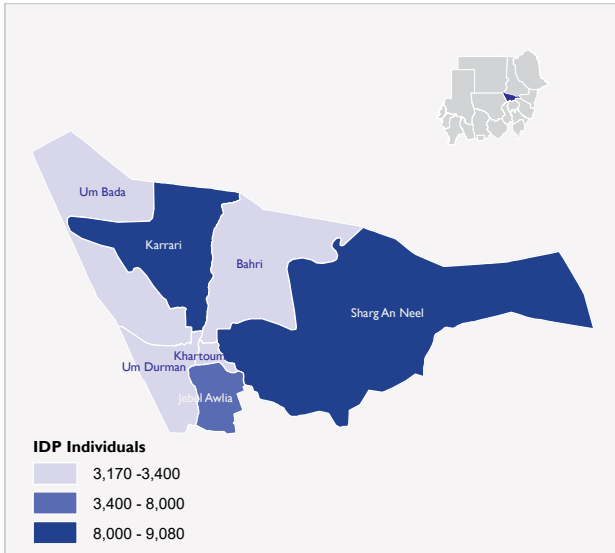 Um Bada
Karrari
Bahri
Sharg An Neel
Khartoum
Um Durman
Jebel Awlia
IDP Individuals
3,170 -3,400
3,400 - 8,000
8,000 - 9,080